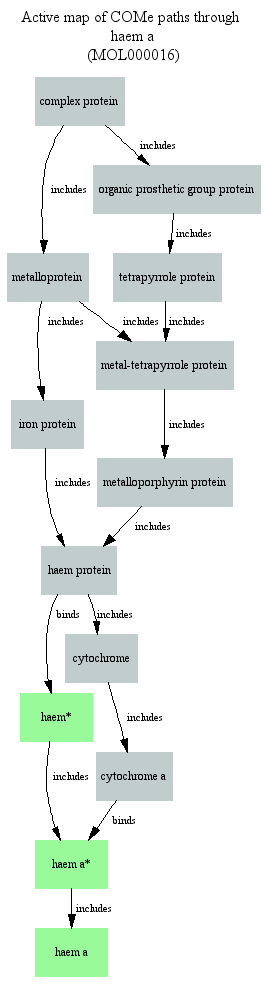 Active map of COMe paths through
haem a
(MOL000016)
complex protein
includes
includes
organic prosthetic group protein
includes
metalloprotein
tetrapyrrole protein
includes
includes
includes
metal-tetrapyrrole protein
iron protein
includes
metalloporphyrin protein
includes
includes
haem protein
binds
includes
cytochrome
haem*
includes
includes
cytochrome a
binds
haem a*
includes
haem a